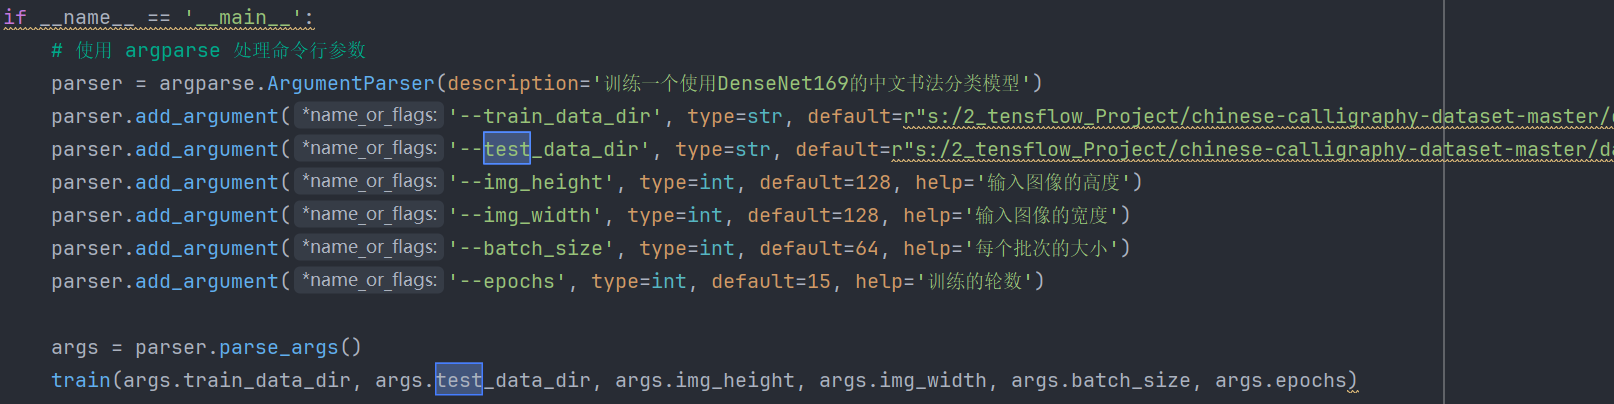 if __name__ == '__main__':
    # 使用 argparse 处理命令行参数
    parser = argparse.ArgumentParser(description='训练一个使用DenseNet169的中文书法分类模型')
    parser.add_argument(*name_or_flags: '--train_data_dir', type=str, default=r"s:/2_tensflow_Project/chinese-calligraphy-dataset-master/
    parser.add_argument(*name_or_flags: '--test_data_dir', type=str, default=r"s:/2_tensflow_Project/chinese-calligraphy-dataset-master/da
    parser.add_argument(*name_or_flags: '--img_height', type=int, default=128, help='输入图像的高度')
    parser.add_argument(*name_or_flags: '--img_width', type=int, default=128, help='输入图像的宽度')
    parser.add_argument(*name_or_flags: '--batch_size', type=int, default=64, help='每个批次的大小')
    parser.add_argument(*name_or_flags: '--epochs', type=int, default=15, help='训练的轮数')
    args = parser.parse_args()
    train(args.train_data_dir, args.test_data_dir, args.img_height, args.img_width, args.batch_size, args.epochs)